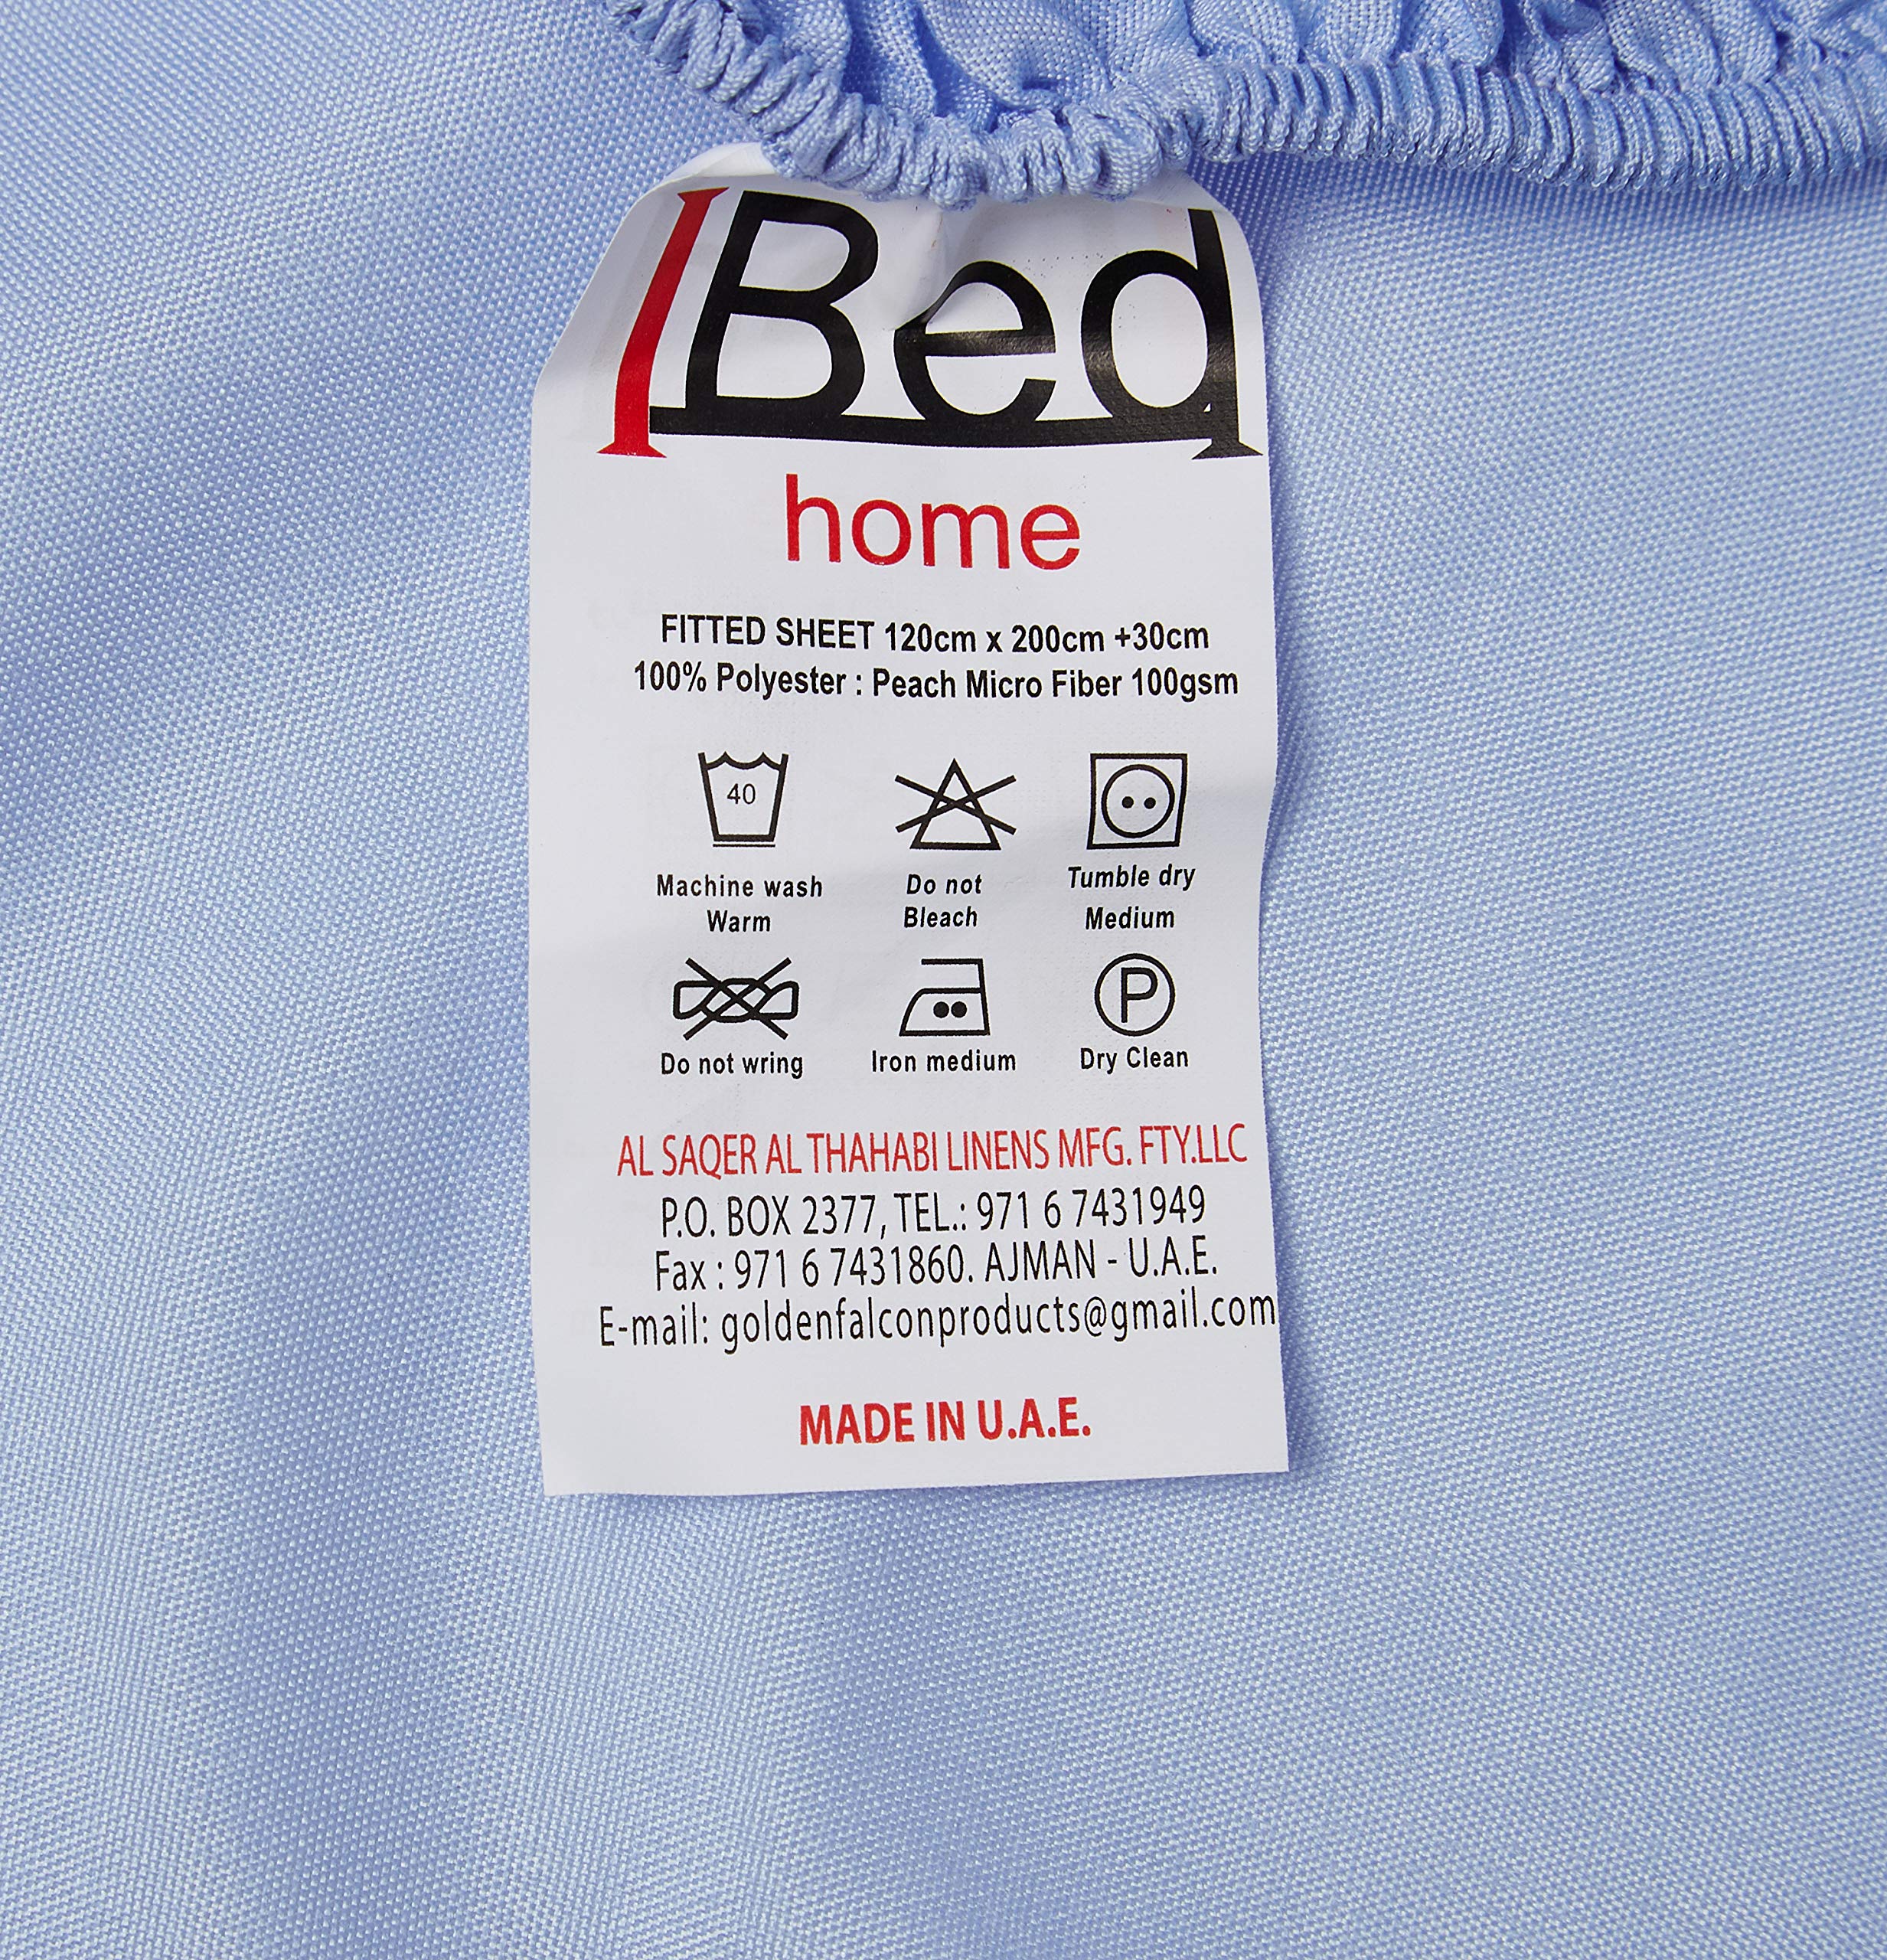 IBed
home
FITTED SHEET 120cm x 200cm +30cm
100% Polyester : Peach Micro Fiber 100gsm
40
Machine wash
Warm
Do not
Bleach
Tumble dry
Medium
Do not wring
Iron medium
P
Dry Clean
AL SAQER AL THAHABI LINENS MFG. FTY.LLC
P.O. BOX 2377, TEL.: 971 6 7431949
Fax : 971 6 7431860. AJMAN - U.A.E.
E-mail: goldenfalconproducts@gmail.com
MADE IN U.A.E.